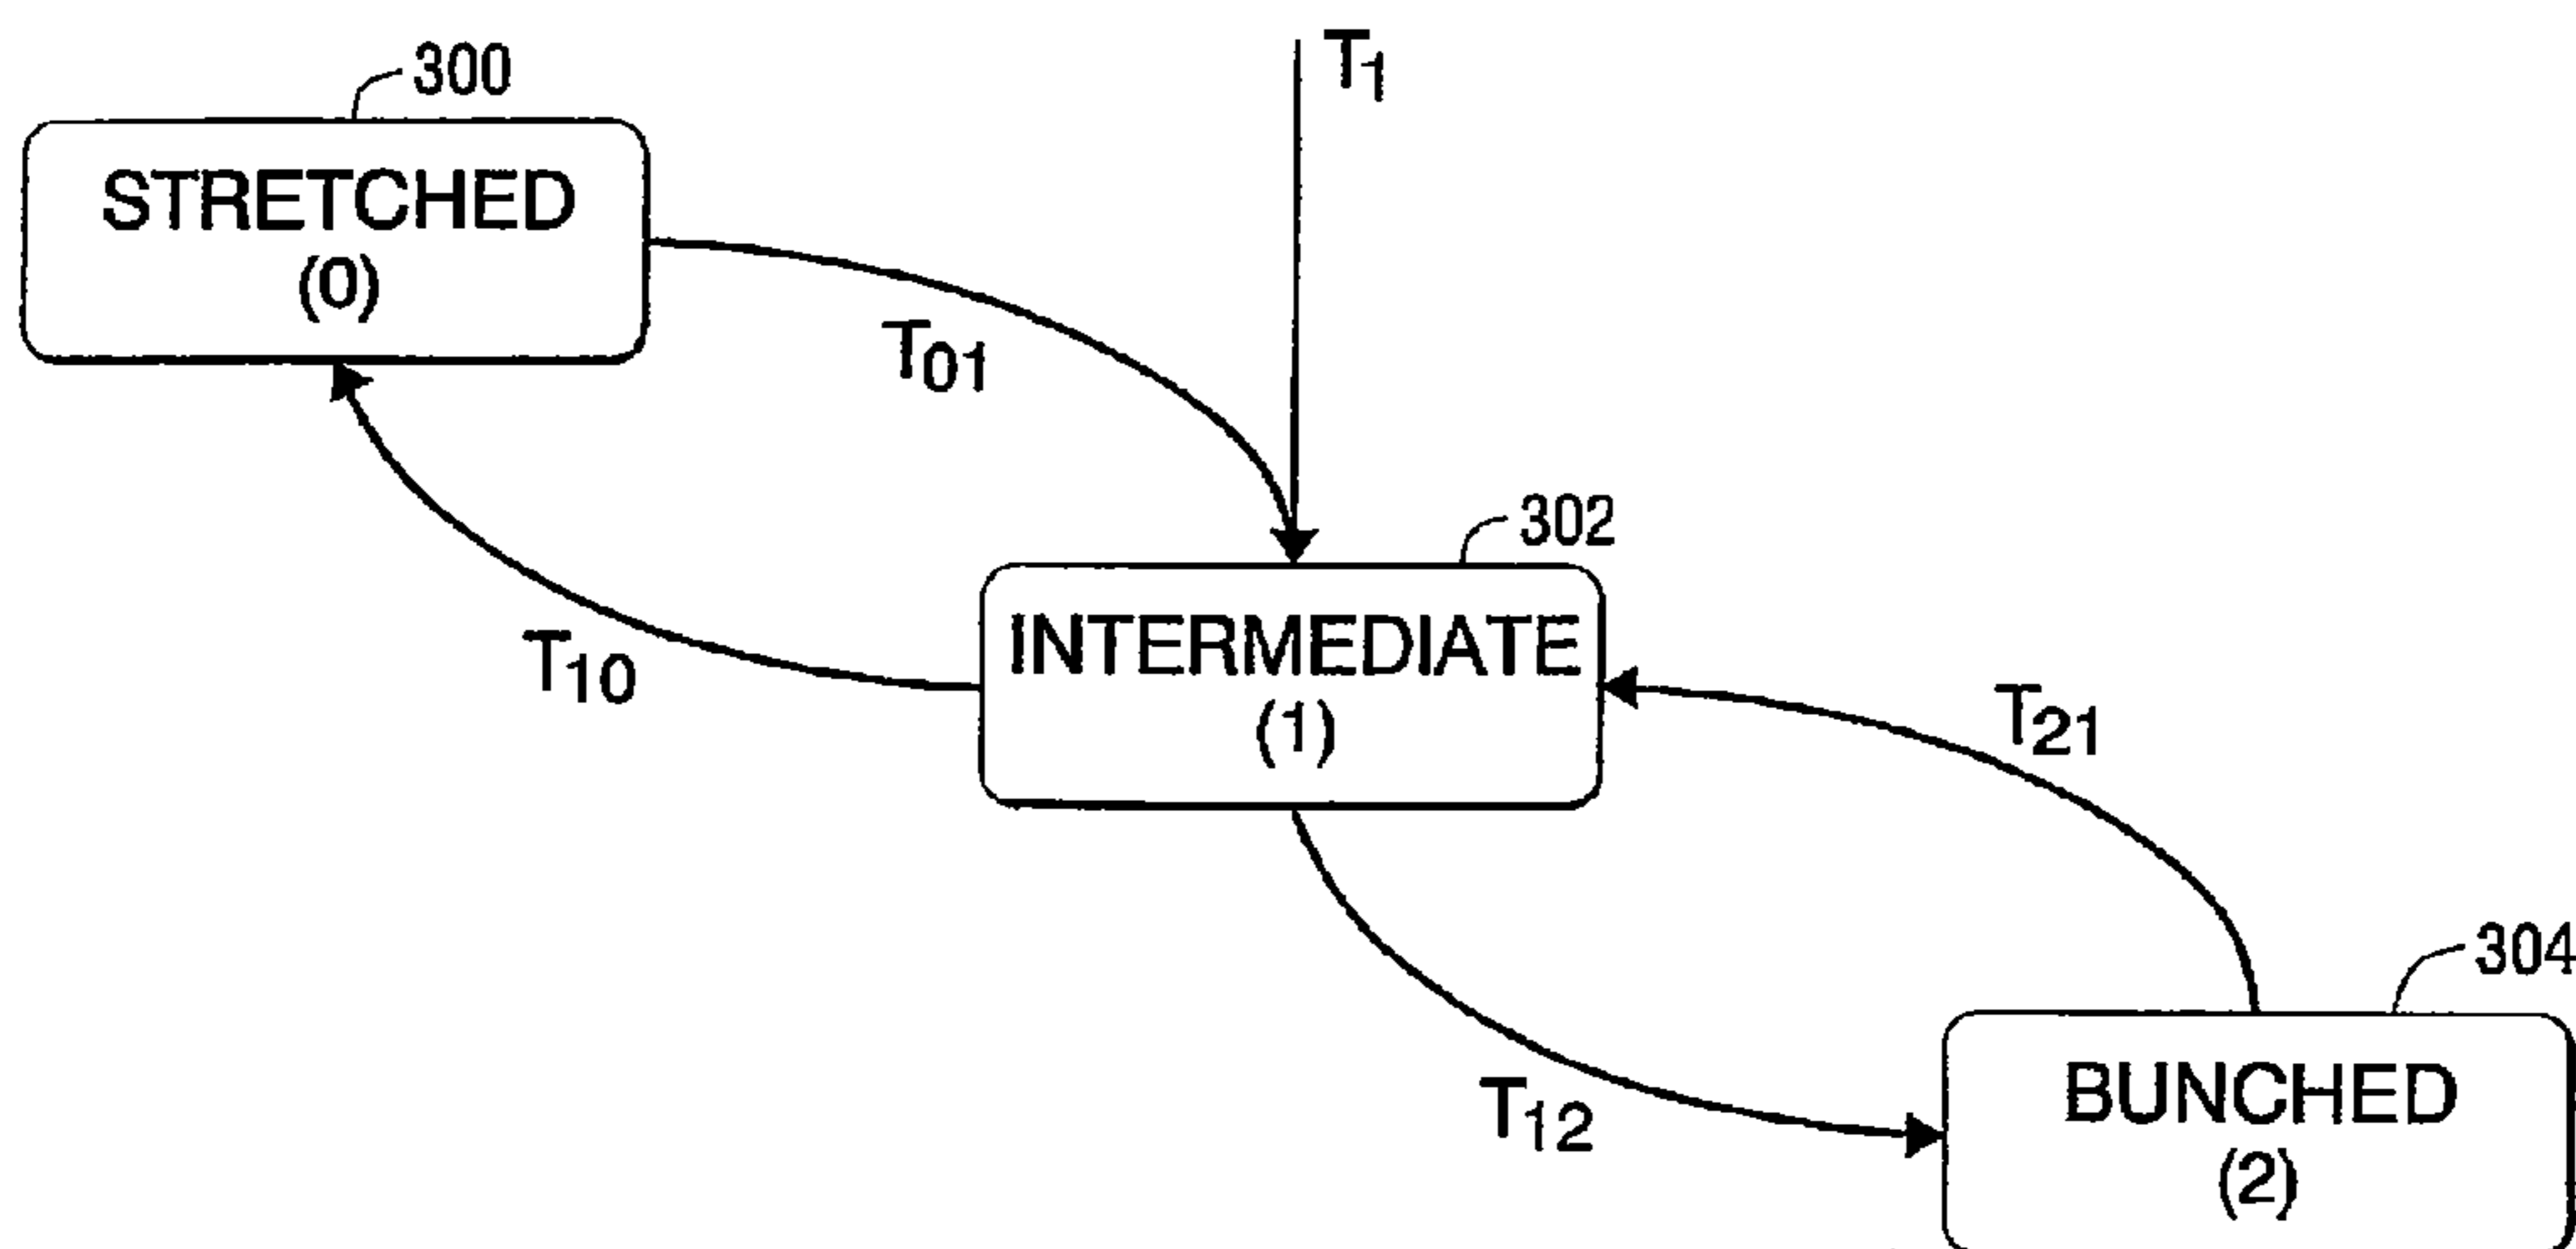 300
T1
STRETCHED
(0)
T01
302
INTERMEDIATE
(1)
T10
T21
304
BUNCHED
(2)
T12